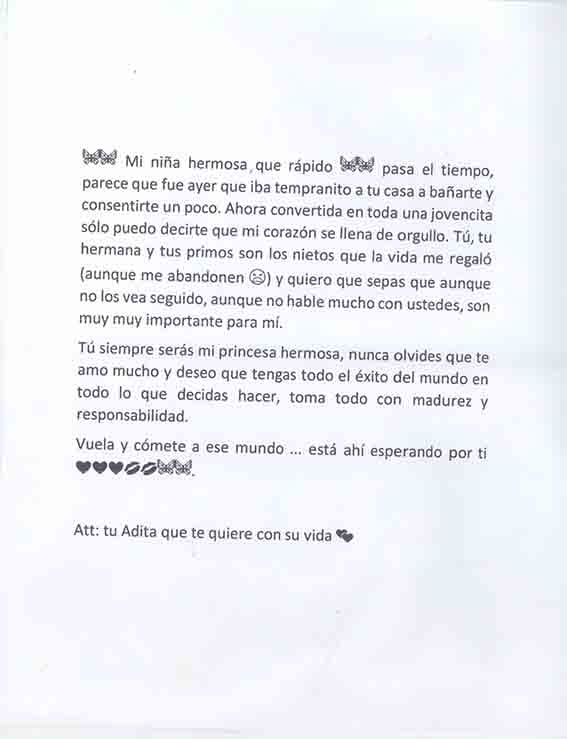 🦋🦋 Mi niña hermosa, que rápido 🦋🦋 pasa el tiempo,
parece que fue ayer que iba tempranito a tu casa a bañarte y
consentirte un poco. Ahora convertida en toda una jovencita
sólo puedo decirte que mi corazón se llena de orgullo. Tú, tu
hermana y tus primos son los nietos que la vida me regaló
(aunque me abandonen ☹) y quiero que sepas que aunque
no los vea seguido, aunque no hable mucho con ustedes, son
muy muy importante para mí.
Tú siempre serás mi princesa hermosa, nunca olvides que te
amo mucho y deseo que tengas todo el éxito del mundo en
todo lo que decidas hacer, toma todo con madurez y
responsabilidad.
Vuela y cómete a ese mundo ... está ahí esperando por ti
♥♥♥💋💋🦋🦋.
Att: tu Adita que te quiere con su vida 💕